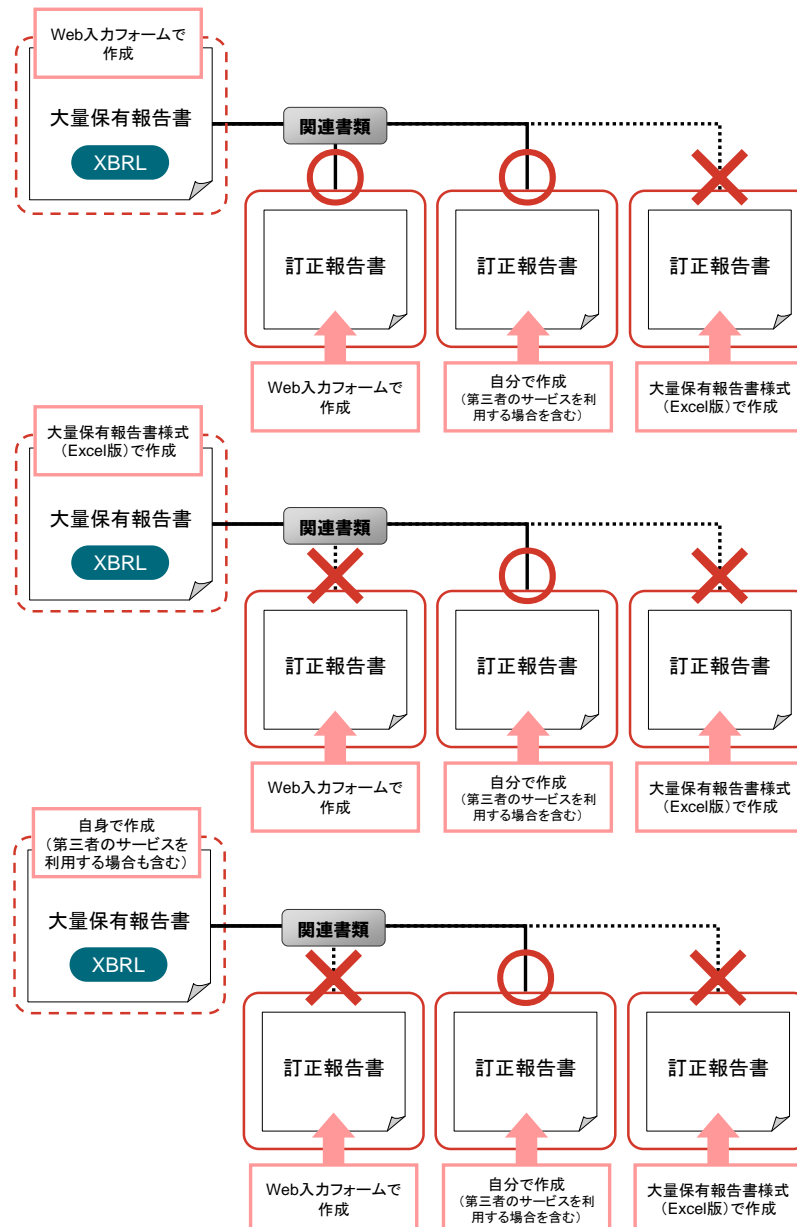 Web入力フォームで
作成
大量保有報告書
XBRL
関連書類
訂正報告書
訂正報告書
訂正報告書
Web入力フォームで
作成
自分で作成
(第三者のサービスを利
用する場合を含む)
大量保有報告書様式
(Excel版)で作成
大量保有報告書様式
(Excel版)で作成
大量保有報告書
XBRL
関連書類
訂正報告書
訂正報告書
訂正報告書
Web入力フォームで
作成
自分で作成
(第三者のサービスを利
用する場合を含む)
大量保有報告書様式
(Excel版)で作成
自身で作成
(第三者のサービスを
利用する場合も含む)
大量保有報告書
XBRL
関連書類
訂正報告書
訂正報告書
訂正報告書
Web入力フォームで
作成
自分で作成
(第三者のサービスを利
用する場合を含む)
大量保有報告書様式
(Excel版)で作成